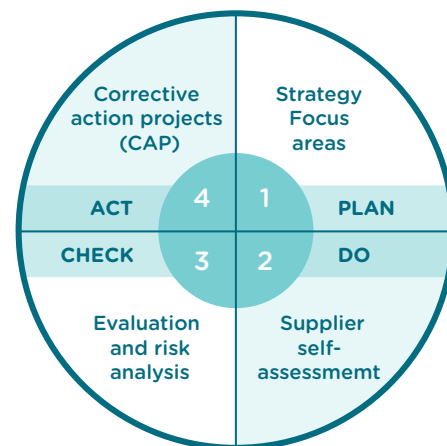 Corrective
action projects
(CAP)
Strategy
Focus
areas
4
1
ACT
PLAN
CHECK
DO
3
2
Evaluation
and risk
analysis
Supplier
self-
assessmemt